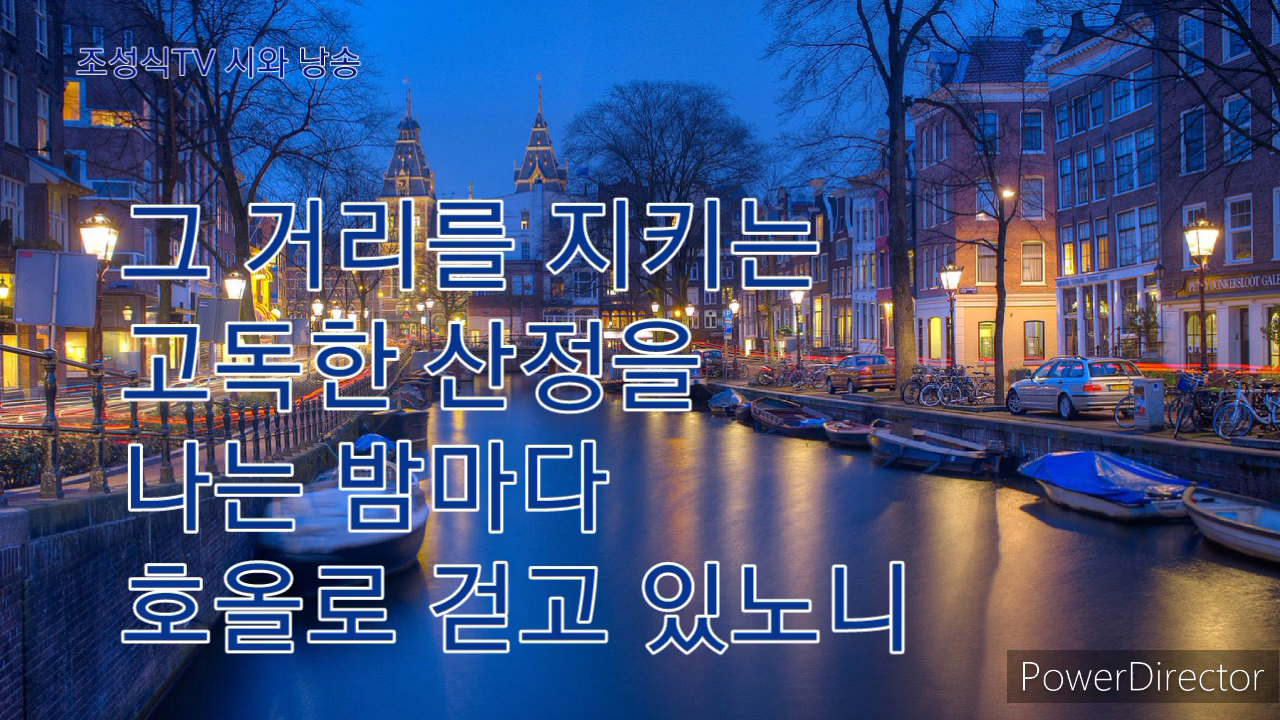 조성식TV 시와 낭송
그 거리를 지키는
고독한 산정을
나는 밤마다
호올로 걷고 있노니
PowerDirector